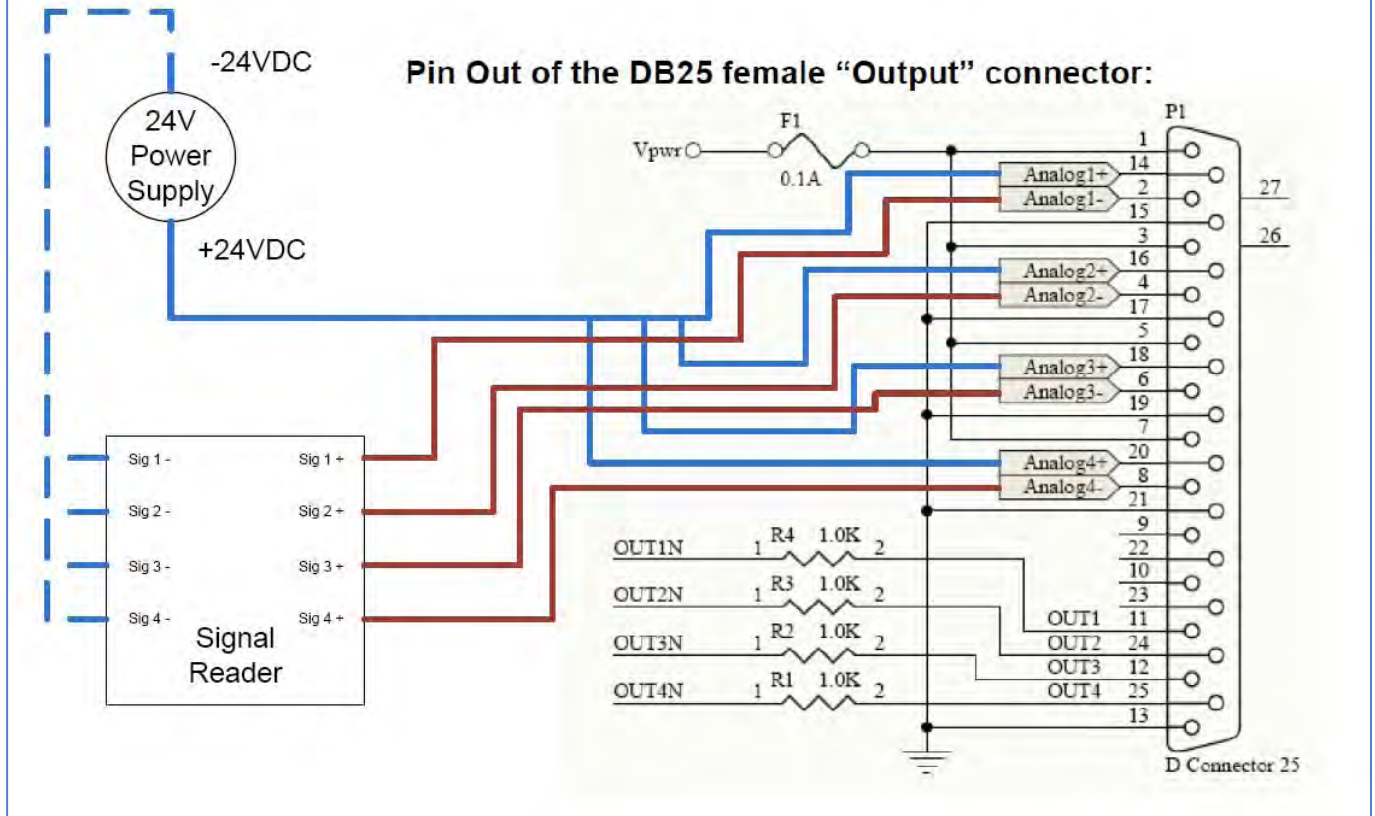 -24VDC
Pin Out of the DB25 female “Output” connector:
24V
Power
Supply
+24VDC
P1
F1
Vpwr
0.1A
1
Analog1+
14
Analog1-
2
15
27
3
26
Analog2+
16
Analog2-
4
17
5
Analog3+
18
Analog3-
6
19
7
Analog4+
20
Analog4-
8
21
9
22
10
23
Sig 1 -
Sig 1 +
Sig 2 -
Sig 2 +
Sig 3 -
Sig 3 +
Sig 4 -
Sig 4 +
Signal
Reader
OUT1N 1 R4 1.0K 2
OUT2N 1 R3 1.0K 2
OUT3N 1 R2 1.0K 2
OUT4N 1 R1 1.0K 2
OUT1 11
OUT2 24
OUT3 12
OUT4 25
13
D Connector 25